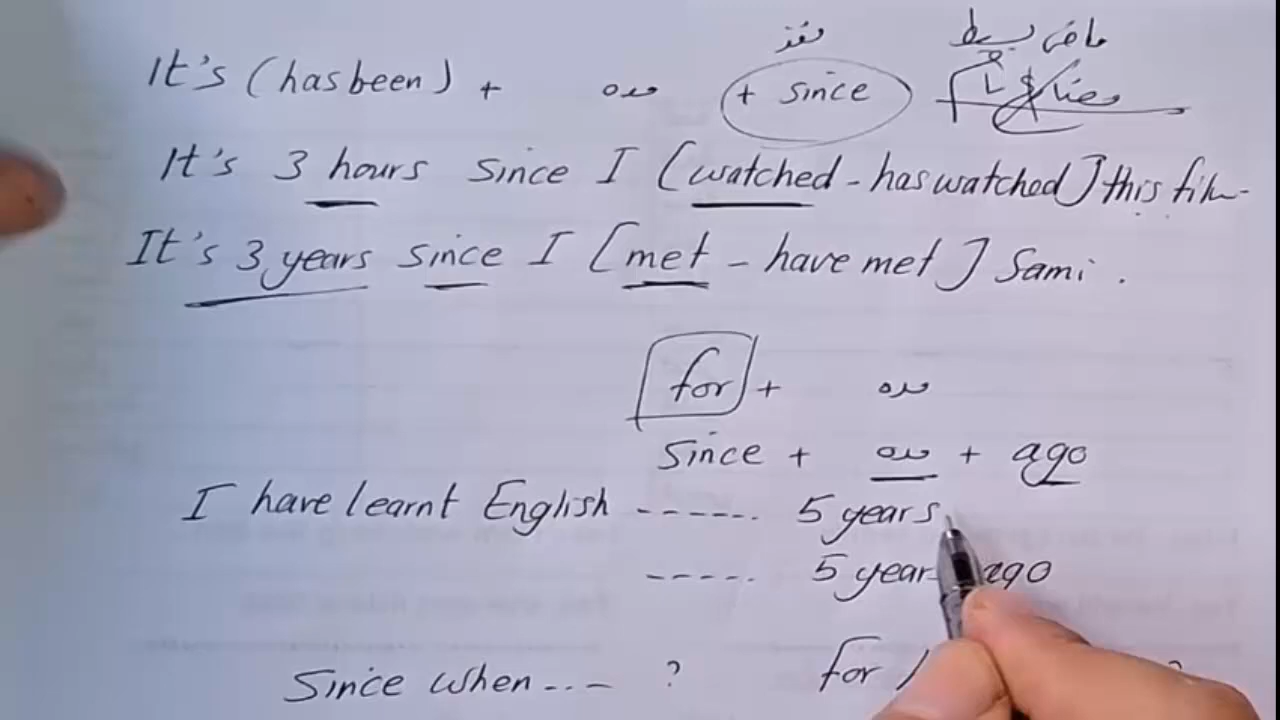 منذ ماضى بسيط
It's (has been) + مده + since
It's 3 hours since I [watched - has watched] this film.
It's 3 years since I [met - have met] Sami.
for + مده
since + مده + ago
I have learnt English ------ 5 years
----- 5 years ago
Since when ... ? for ?